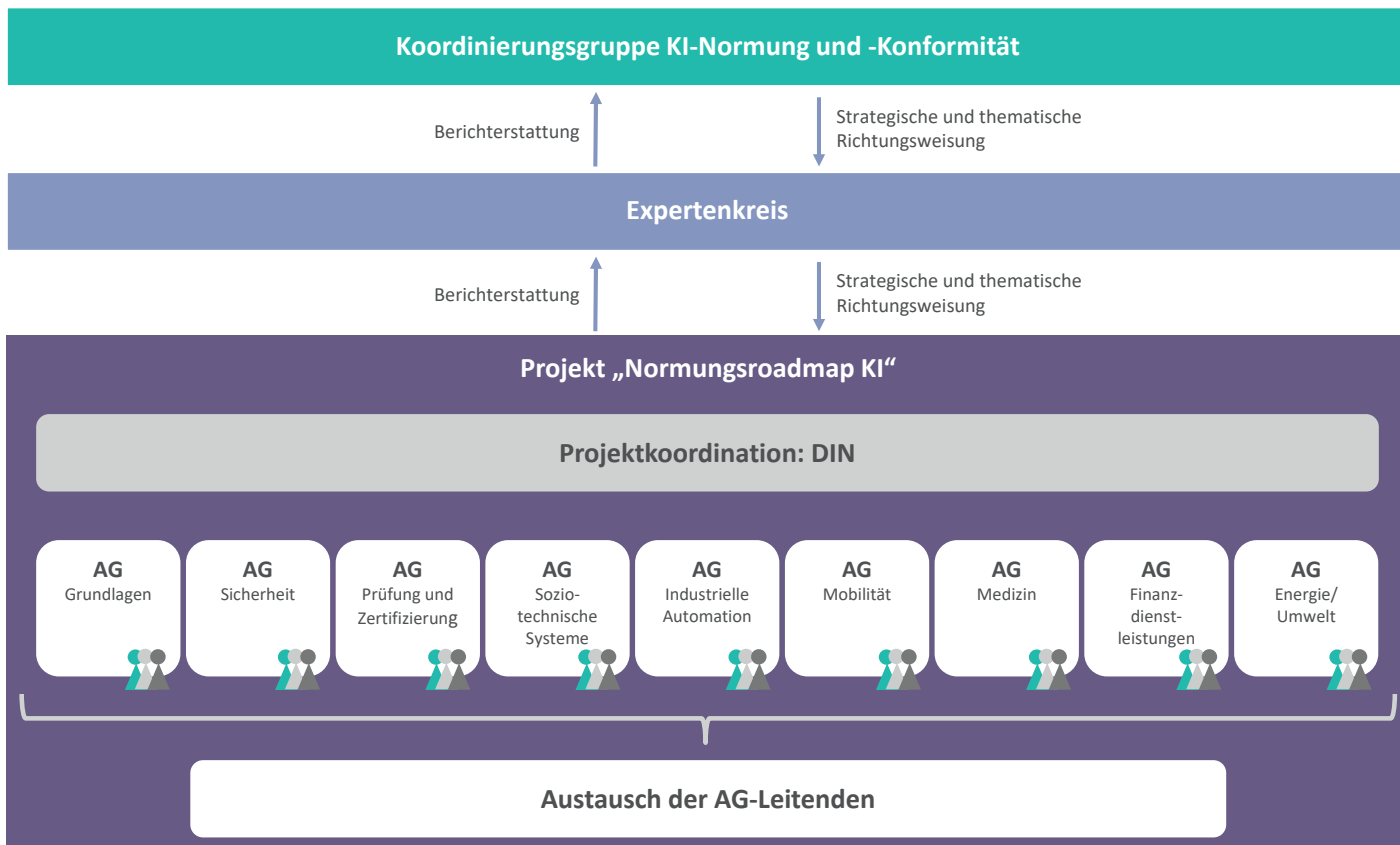 Koordinierungsgruppe KI-Normung und -Konformität
Berichterstattung
Strategische und thematische
Richtungsweisung
Expertenkreis
Berichterstattung
Strategische und thematische
Richtungsweisung
Projekt „Normungsroadmap KI“
Projektkoordination: DIN
AG
Grundlagen
AG
Sicherheit
AG
Prüfung und
Zertifizierung
AG
Sozio-
technische
Systeme
AG
Industrielle
Automation
AG
Mobilität
AG
Medizin
AG
Finanz-
dienst-
leistungen
AG
Energie/
Umwelt
Austausch der AG-Leitenden